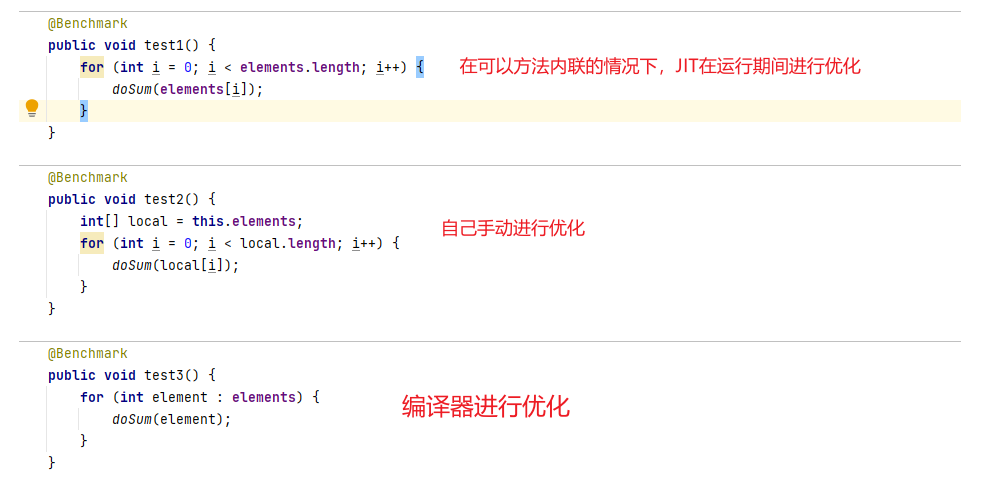 @Benchmark
public void test1() {
for (int i = 0; i < elements.length; i++) { 在可以方法内联的情况下，JIT在运行期间进行优化
doSum(elements[i]);
}
}
@Benchmark
public void test2() {
int[] local = this.elements; 自己手动进行优化
for (int i = 0; i < local.length; i++) {
doSum(local[i]);
}
}
@Benchmark
public void test3() {
for (int element : elements) { 编译器进行优化
doSum(element);
}
}